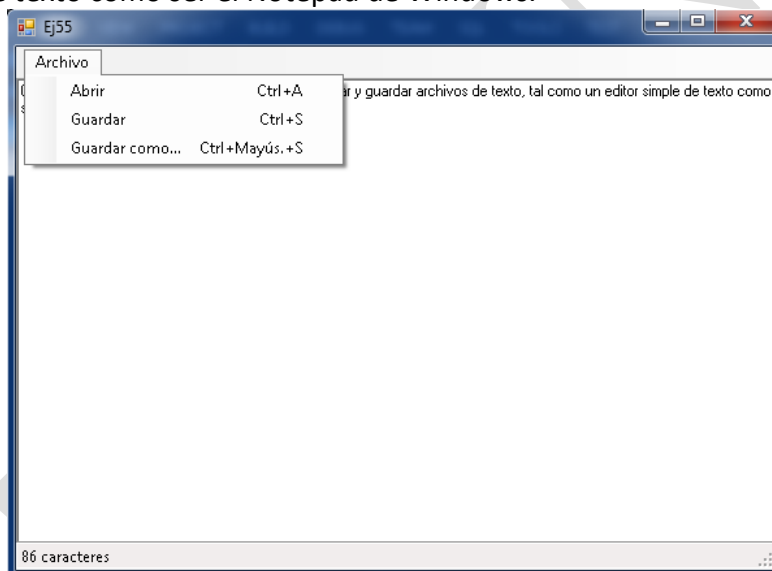 texto como ser el Notepad de Windows.
Ej55
Archivo
Abrir Ctrl+A
y guardar archivos de texto, tal como un editor simple de texto como
Guardar Ctrl+S
Guardar como... Ctrl+Mayús.+S
86 caracteres